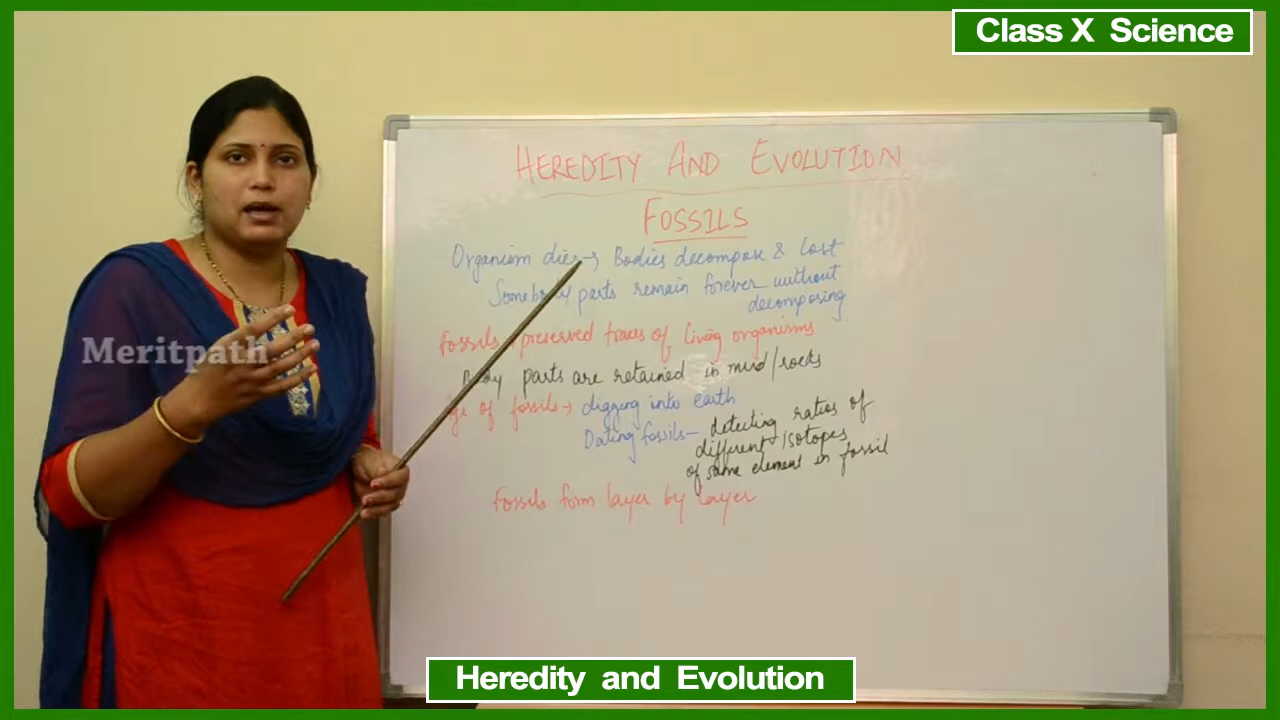 Class X Science
HEREDITY AND EVOLUTION
FOSSILS
Organism dies → Bodies decompose & lost
Somebody parts remain forever without
decomposing
Fossils preserved traces of living organisms
Body parts are retained in mud/rocks
Age of fossils → digging into earth
Dating fossils - detecting ratios of
different Isotopes
of same element in fossil
Fossils form layer by layer
Meritpath
Heredity and Evolution